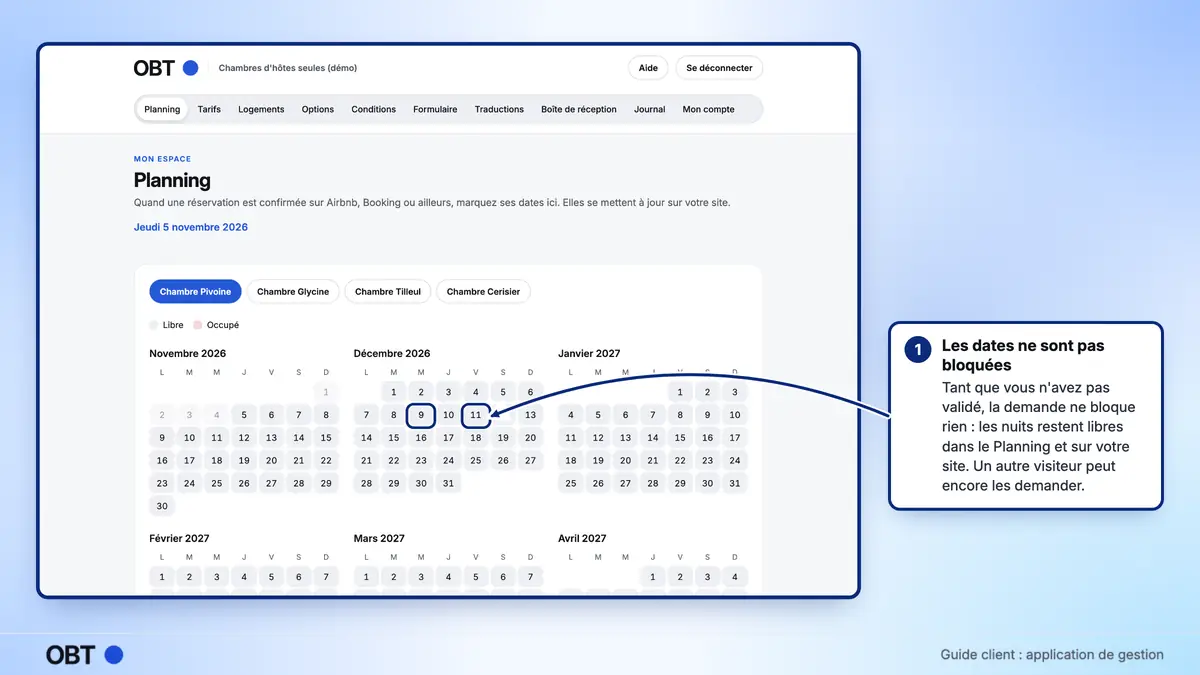 OBT
Chambres d'hôtes seules (démo)
Aide
Se déconnecter
Planning Tarifs Logements Options Conditions Formulaire Traductions Boîte de réception Journal Mon compte
MON ESPACE
Planning
Quand une réservation est confirmée sur Airbnb, Booking ou ailleurs, marquez ses dates ici. Elles se mettent à jour sur votre site.
Jeudi 5 novembre 2026
Chambre Pivoine Chambre Glycine Chambre Tilleul Chambre Cerisier
Libre Occupé
Novembre 2026
L M M J V S D
1
2 3 4 5 6 7 8
9 10 11 12 13 14 15
16 17 18 19 20 21 22
23 24 25 26 27 28 29
30
Décembre 2026
L M M J V S D
1 2 3 4 5 6
7 8 9 10 11 13
14 15 16 17 18 19 20
21 22 23 24 25 26 27
28 29 30 31
Janvier 2027
L M M J V S D
1 2 3
4 5 6 7 8 9 10
11 12 13 14 15 16 17
18 19 20 21 22 23 24
25 26 27 28 29 30 31
Février 2027
L M M J V S D
1 2 3 4 5 6 7
Mars 2027
L M M J V S D
1 2 3 4 5 6 7
Avril 2027
L M M J V S D
1 2 3 4
1
Les dates ne sont pas
bloquées
Tant que vous n'avez pas
validé, la demande ne bloque
rien : les nuits restent libres
dans le Planning et sur votre
site. Un autre visiteur peut
encore les demander.
OBT
Guide client : application de gestion